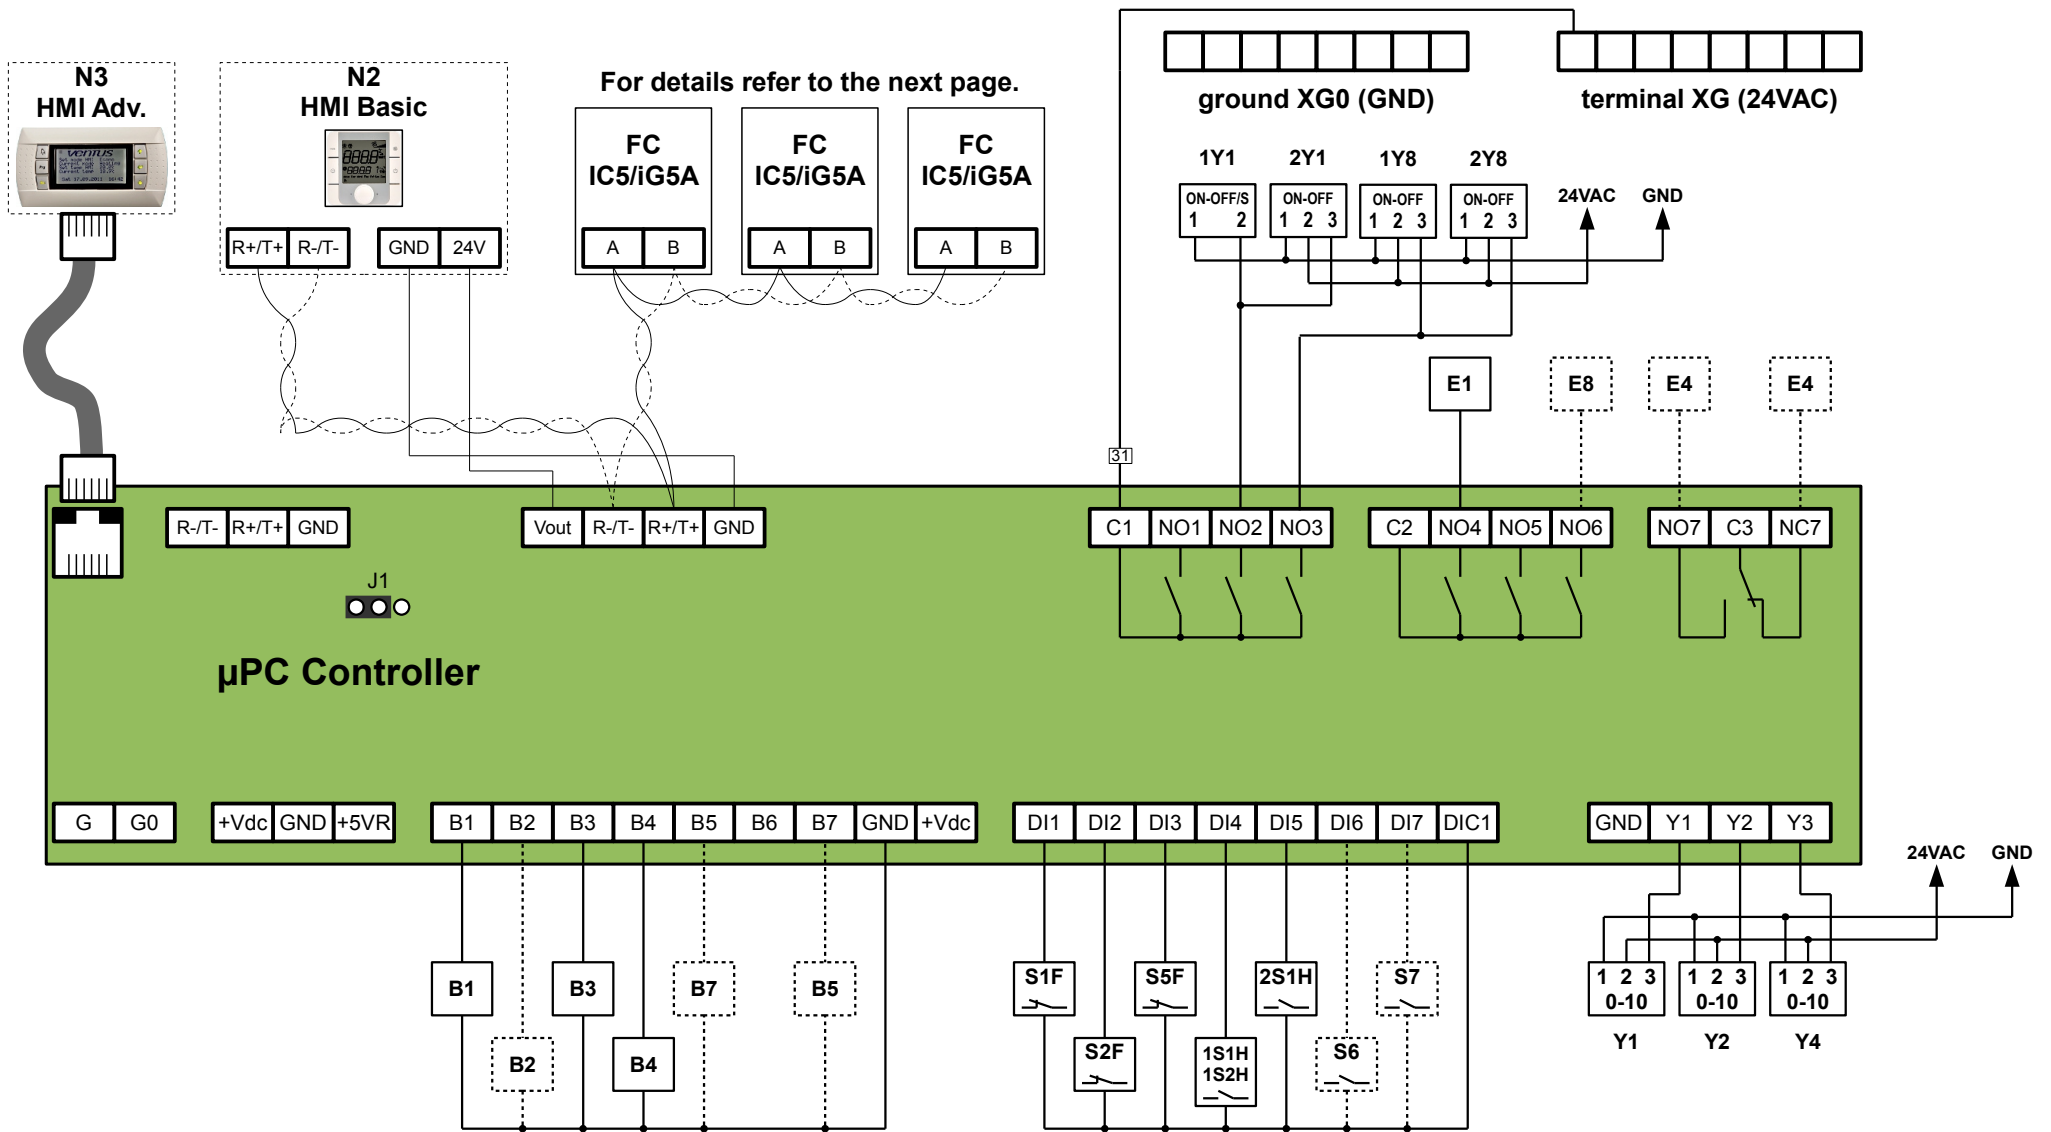 N3
HMI Adv.
ventus
N2
HMI Basic
R+/T+ R-/T- GND 24V
For details refer to the next page.
FC
IC5/iG5A
A B
FC
IC5/iG5A
A B
FC
IC5/iG5A
A B
ground XG0 (GND)
terminal XG (24VAC)
1Y1 2Y1 1Y8 2Y8
ON-OFF/S
1 2
ON-OFF
1 2 3
ON-OFF
1 2 3
ON-OFF
1 2 3
24VAC GND
E1 E8 E4 E4
31
R-/T- R+/T+ GND
Vout R-/T- R+/T+ GND
C1 NO1 NO2 NO3
C2 NO4 NO5 NO6
NO7 C3 NC7
J1
µPC Controller
G G0
+Vdc GND +5VR
B1 B2 B3 B4 B5 B6 B7 GND +Vdc
DI1 DI2 DI3 DI4 DI5 DI6 DI7 DIC1
GND Y1 Y2 Y3
24VAC GND
B1 B3 B7 B5
B2 B4
S1F S5F 2S1H S7
S2F
1S1H
1S2H
S6
1 2 3
0-10
1 2 3
0-10
1 2 3
0-10
Y1 Y2 Y4